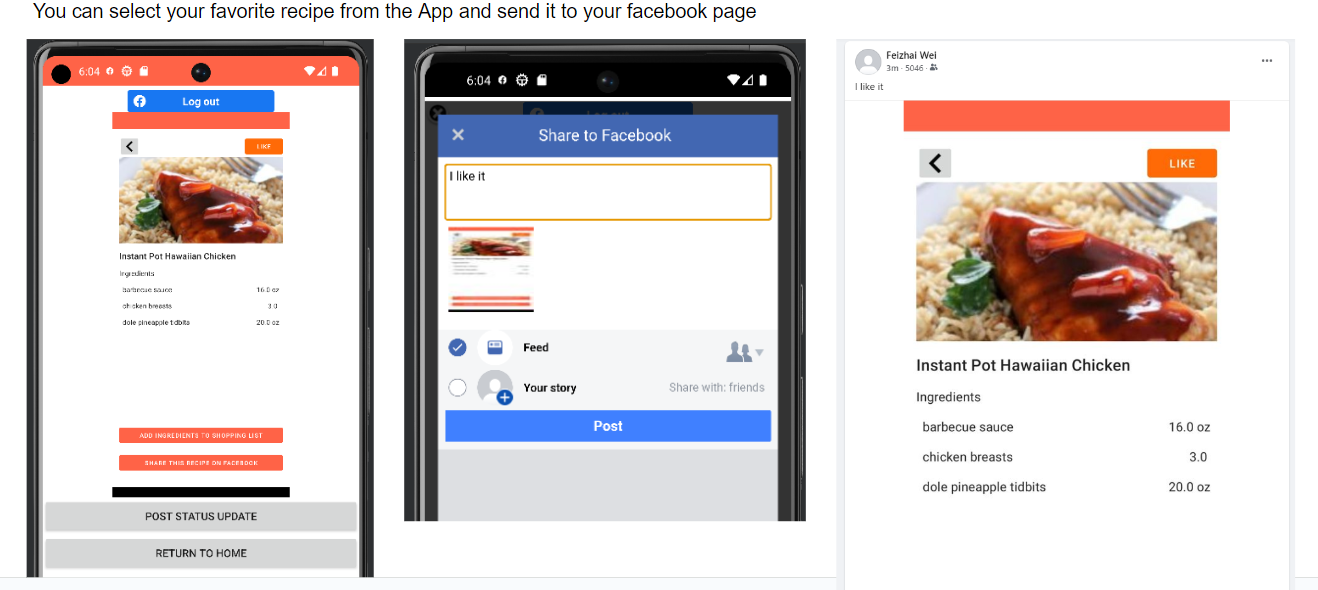 You can select your favorite recipe from the App and send it to your facebook page
6:04
Log out
LIKE
Instant Pot Hawaiian Chicken
Ingredients
barbecue sauce 16.0 oz
chicken breasts 3.0
dole pineapple tidbits 20.0 oz
ADD INGREDIENTS TO SHOPPING LIST
SHARE THIS RECIPE ON FACEBOOK
POST STATUS UPDATE
RETURN TO HOME
6:04
Share to Facebook
I like it
Feed
Your story Share with: friends
Post
Feizhai Wei
3m · 5046 ·
I like it
LIKE
Instant Pot Hawaiian Chicken
Ingredients
barbecue sauce 16.0 oz
chicken breasts 3.0
dole pineapple tidbits 20.0 oz